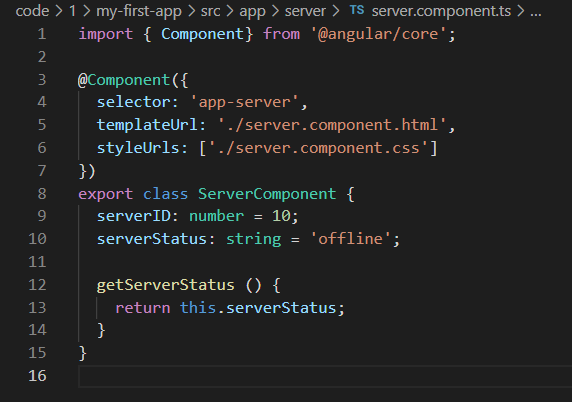 code > 1 > my-first-app > src > app > server > TS server.component.ts > ...
1 import { Component} from '@angular/core';
2
3 @Component({
4   selector: 'app-server',
5   templateUrl: './server.component.html',
6   styleUrls: ['./server.component.css']
7 })
8 export class ServerComponent {
9   serverID: number = 10;
10   serverStatus: string = 'offline';
11
12   getServerStatus () {
13     return this.serverStatus;
14   }
15 }
16